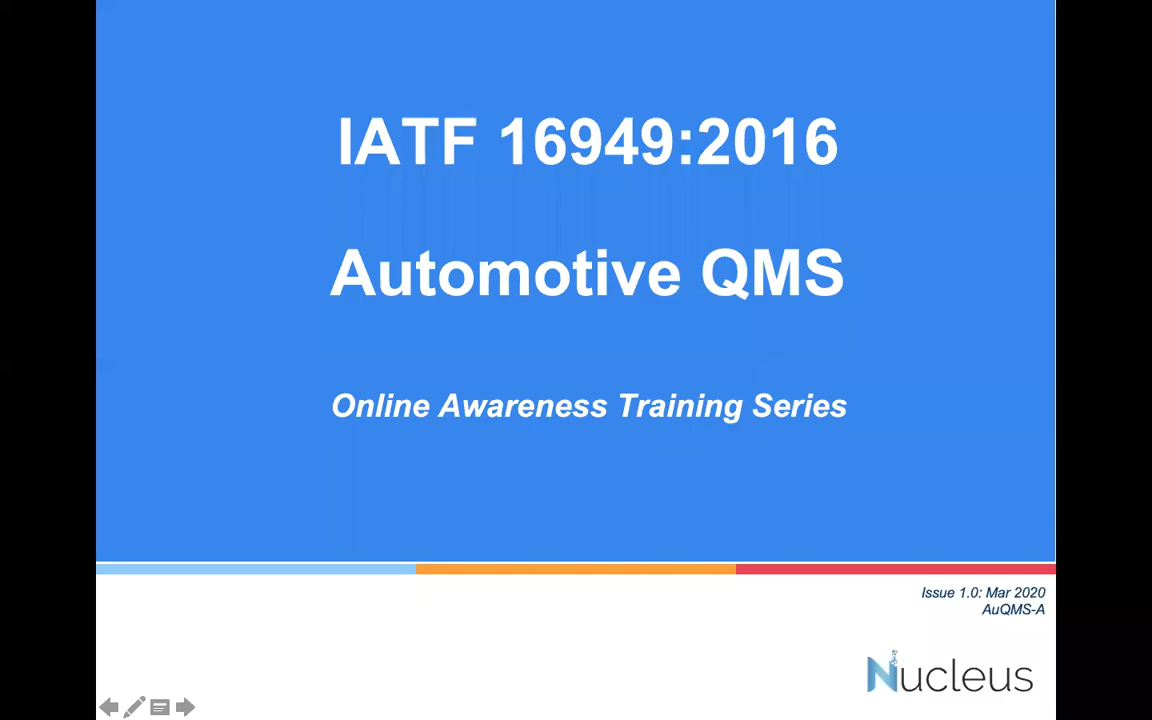 IATF 16949:2016
Automotive QMS
Online Awareness Training Series
Issue 1.0: Mar 2020
AuQMS-A
Nucleus